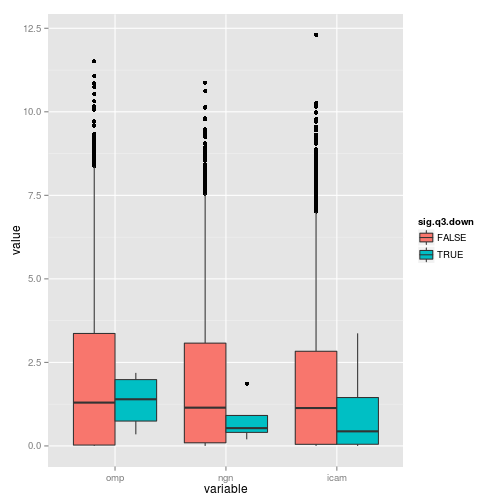 12.5
10.0
7.5
5.0
2.5
0.0
value
omp ngn icam
variable
sig.q3.down
FALSE
TRUE